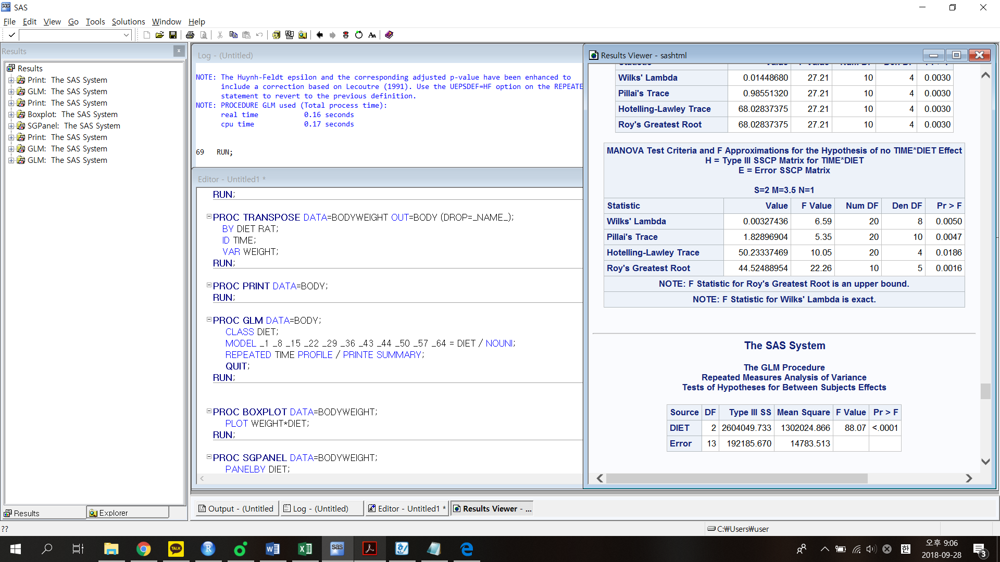 SAS
File Edit View Go Tools Solutions Window Help
Results
Results
Print: The SAS System
GLM: The SAS System
Print: The SAS System
Boxplot: The SAS System
SGPanel: The SAS System
Print: The SAS System
GLM: The SAS System
GLM: The SAS System
Results
Explorer
Log - (Untitled)
NOTE: The Huynh-Feldt epsilon and the corresponding adjusted p-value have been enhanced to
include a correction based on Lecoutre (1991). Use the UEPSDEF=HF option on the REPEATE
statement to revert to the previous definition.
NOTE: PROCEDURE GLM used (Total process time):
real time 0.16 seconds
cpu time 0.17 seconds
69 RUN;
Editor - Untitled1 *
RUN;
PROC TRANSPOSE DATA=BODYWEIGHT OUT=BODY (DROP=_NAME_);
BY DIET RAT;
ID TIME;
VAR WEIGHT;
RUN;
PROC PRINT DATA=BODY;
RUN;
PROC GLM DATA=BODY;
CLASS DIET;
MODEL _1 _8 _15 _22 _29 _36 _43 _44 _50 _57 _64 = DIET / NOUNI;
REPEATED TIME PROFILE / PRINTE SUMMARY;
QUIT;
RUN;
PROC BOXPLOT DATA=BODYWEIGHT;
PLOT WEIGHT*DIET;
RUN;
PROC SGPANEL DATA=BODYWEIGHT;
PANELBY DIET;
Results Viewer - sashtml
Wilks' Lambda 0.01448680 27.21 10 4 0.0030
Pillai's Trace 0.98551320 27.21 10 4 0.0030
Hotelling-Lawley Trace 68.02837375 27.21 10 4 0.0030
Roy's Greatest Root 68.02837375 27.21 10 4 0.0030
MANOVA Test Criteria and F Approximations for the Hypothesis of no TIME*DIET Effect
H = Type III SSCP Matrix for TIME*DIET
E = Error SSCP Matrix
S=2 M=3.5 N=1
Statistic Value F Value Num DF Den DF Pr > F
Wilks' Lambda 0.00327436 6.59 20 8 0.0050
Pillai's Trace 1.82896904 5.35 20 10 0.0047
Hotelling-Lawley Trace 50.23337469 10.05 20 4 0.0186
Roy's Greatest Root 44.52488954 22.26 10 5 0.0016
NOTE: F Statistic for Roy's Greatest Root is an upper bound.
NOTE: F Statistic for Wilks' Lambda is exact.
The SAS System
The GLM Procedure
Repeated Measures Analysis of Variance
Tests of Hypotheses for Between Subjects Effects
Source DF Type III SS Mean Square F Value Pr > F
DIET 2 2604049.733 1302024.866 88.07 <.0001
Error 13 192185.670 14783.513
Output - (Untitled
Log - (Untitled)
Editor - Untitled1 *
Results Viewer - ...
??
C:₩Users₩user
TALK
R
sas
한
오후 9:06
2018-09-28
3